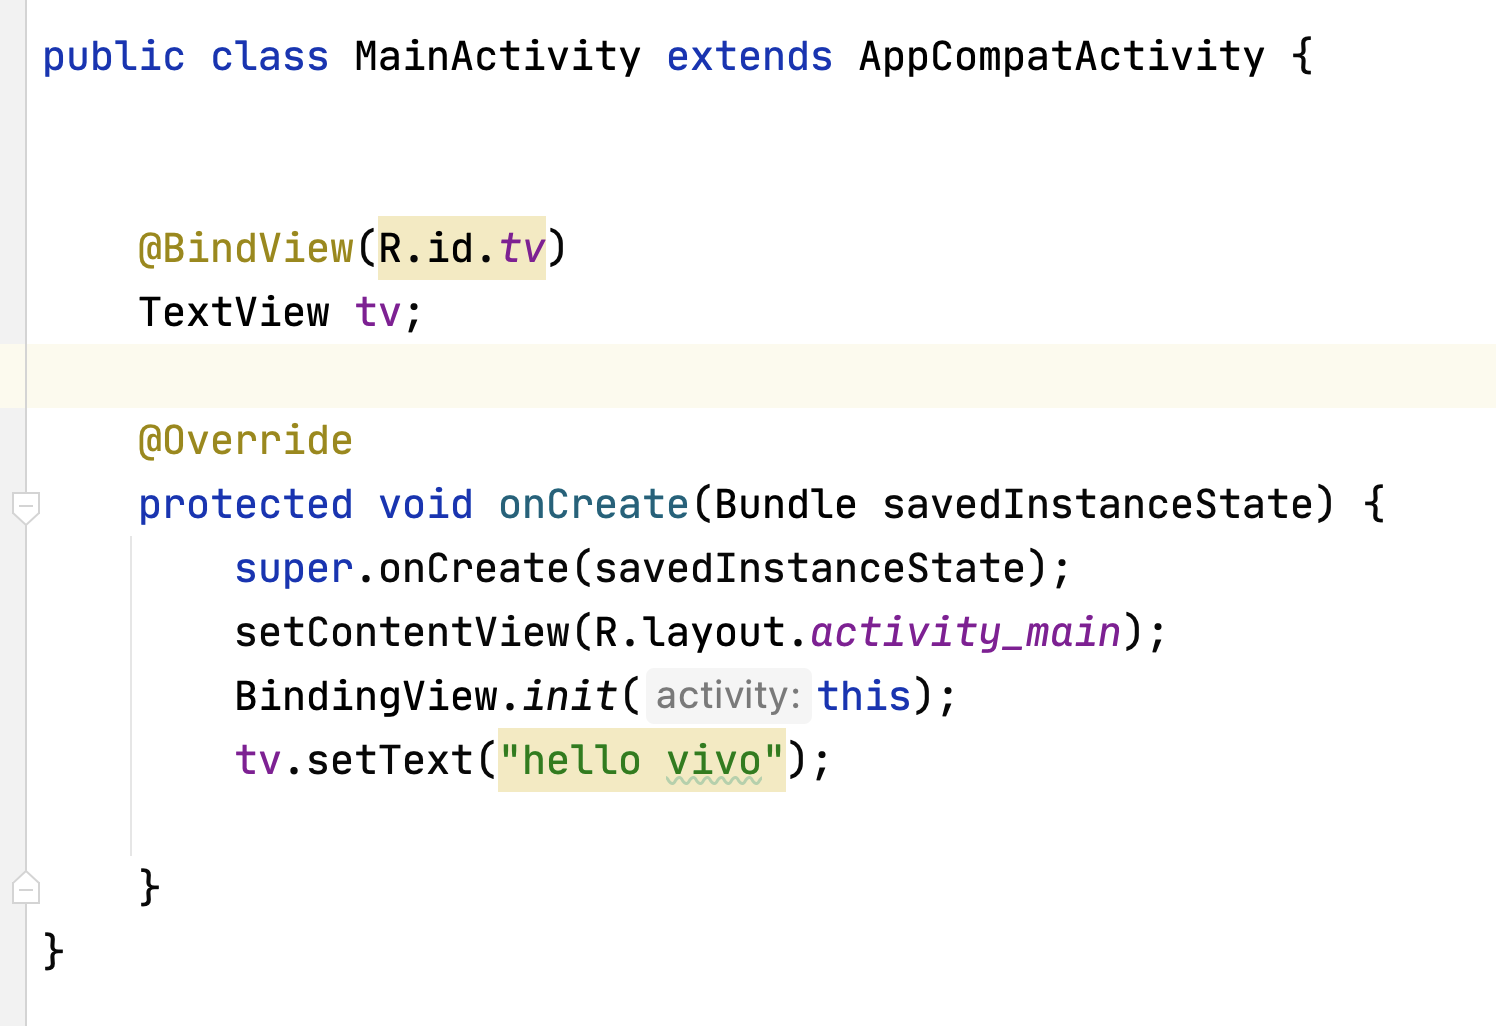 public class MainActivity extends AppCompatActivity {
@BindView(R.id.tv)
TextView tv;
@Override
protected void onCreate(Bundle savedInstanceState) {
super.onCreate(savedInstanceState);
setContentView(R.layout.activity_main);
BindingView.init( activity: this);
tv.setText("hello vivo");
}
}